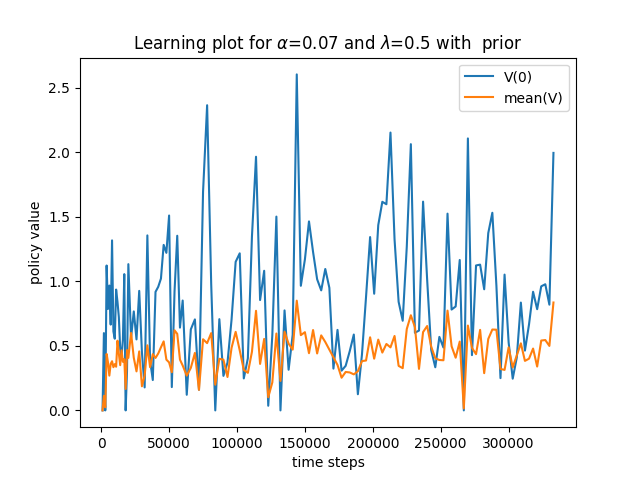 Learning plot for α=0.07 and λ=0.5 with  prior
V(0)
mean(V)
policy value
2.5
2.0
1.5
1.0
0.5
0.0
0 50000 100000 150000 200000 250000 300000
time steps